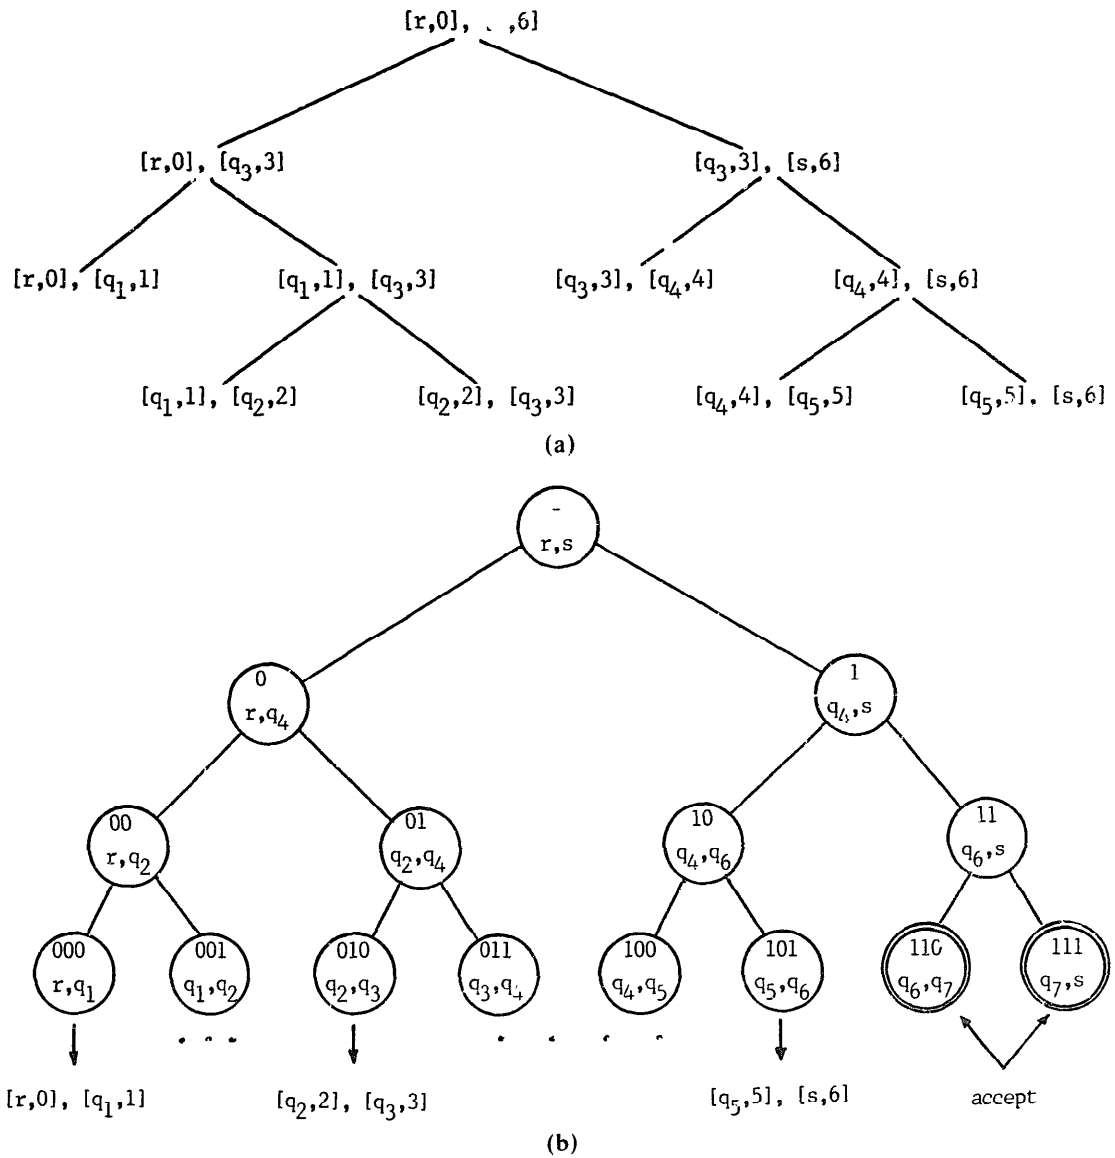 [r,0], ,6]
[r,0], [q3,3] [q3,3], [s,6]
[r,0], [q1,1] [q1,1], [q3,3] [q3,3], [q4,4] [q4,4], [s,6]
[q1,1], [q2,2] [q2,2], [q3,3] [q4,4], [q5,5] [q5,5], [s,6]
(a)
-
r,s
0 1
r,q4 q4,s
00 01 10 11
r,q2 q2,q4 q4,q6 q6,s
000 001 010 011 100 101 110 111
r,q1 q1,q2 q2,q3 q3,q4 q4,q5 q5,q6 q6,q7 q7,s
[r,0], [q1,1] [q2,2], [q3,3] [q5,5], [s,6] accept
(b)